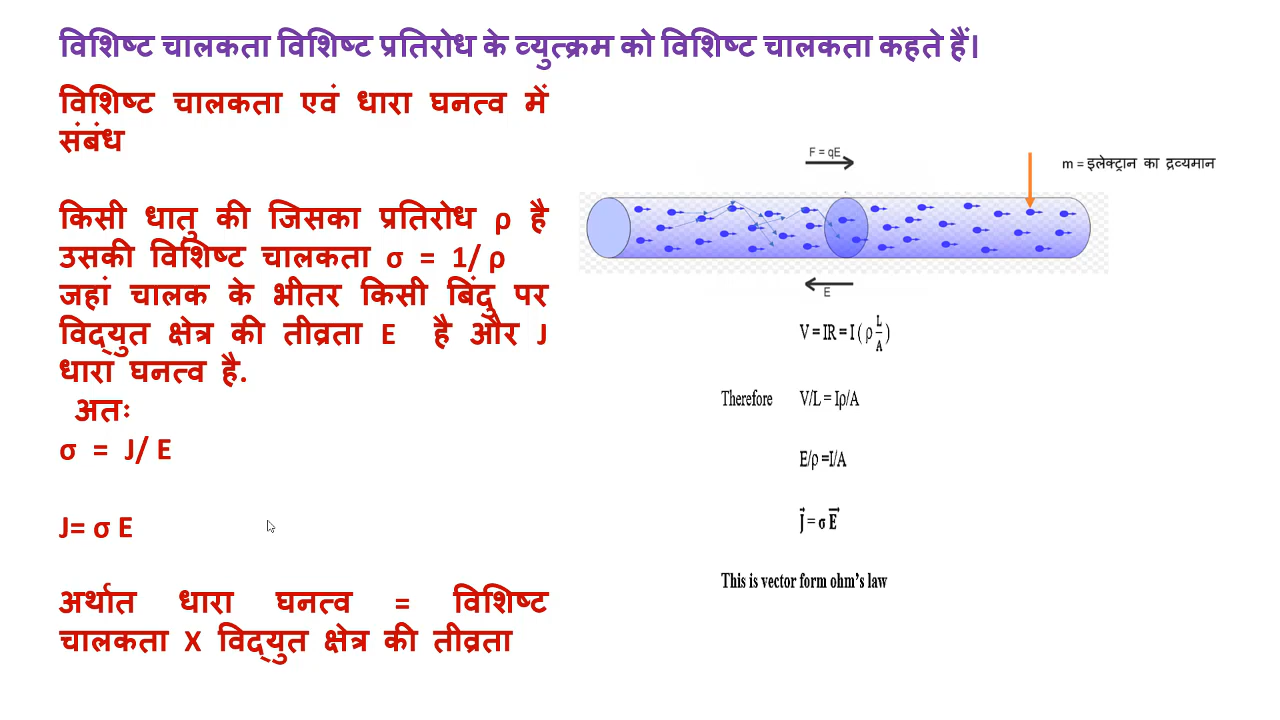 विशिष्ट चालकता विशिष्ट प्रतिरोध के व्युत्क्रम को विशिष्ट चालकता कहते हैं।
विशिष्ट चालकता एवं धारा घनत्व में
संबंध
किसी धातु की जिसका प्रतिरोध ρ है
उसकी विशिष्ट चालकता σ = 1/ ρ
जहां चालक के भीतर किसी बिंदु पर
विद्युत क्षेत्र की तीव्रता E है और J
धारा घनत्व है.
अतः
σ = J/ E
J= σ E
अर्थात धारा घनत्व = विशिष्ट
चालकता X विद्युत क्षेत्र की तीव्रता
F = qE
m = इलेक्ट्रान का द्रव्यमान
E
V = IR = I ( ρ L/A )
Therefore V/L = Iρ/A
E/ρ =I/A
J⃗ = σ E⃗
This is vector form ohm's law